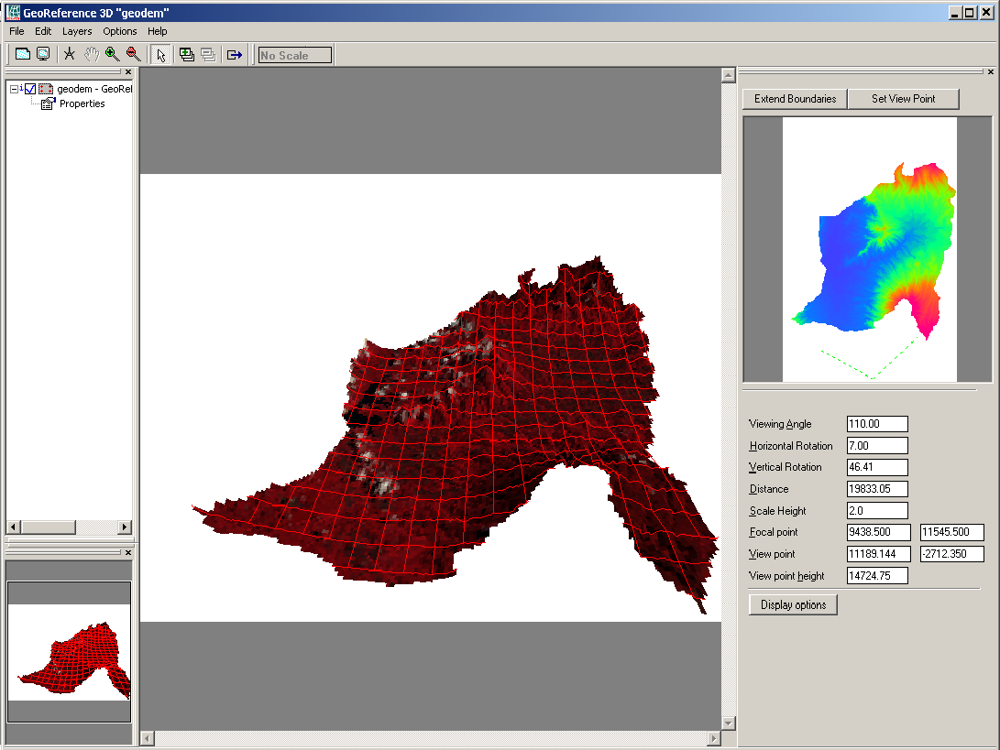 GeoReference 3D "geodem"
File Edit Layers Options Help
No Scale
geodem - GeoRef
Properties
Extend Boundaries Set View Point
Viewing Angle 110.00
Horizontal Rotation 7.00
Vertical Rotation 46.41
Distance 19833.05
Scale Height 2.0
Focal point 9438.500 11545.500
View point 11189.144 -2712.350
View point height 14724.75
Display options